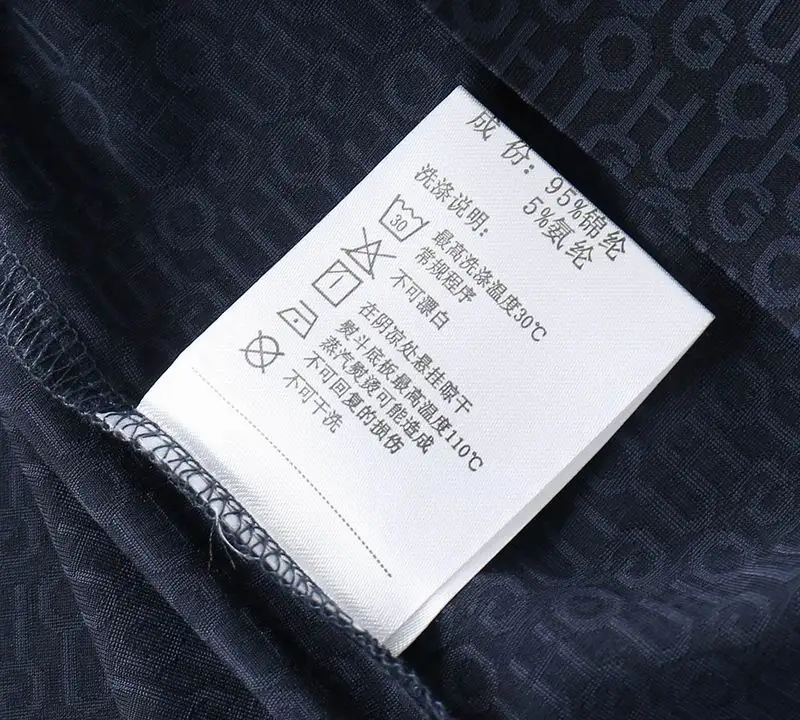 成 份: 95%锦纶
5%氨纶
洗涤说明:
30
最高洗涤温度30℃
常规程序
不可漂白
在阴凉处悬挂晾干
熨斗底板最高温度110℃
蒸汽熨烫可能造成
不可回复的损伤
不可干洗
HUGO